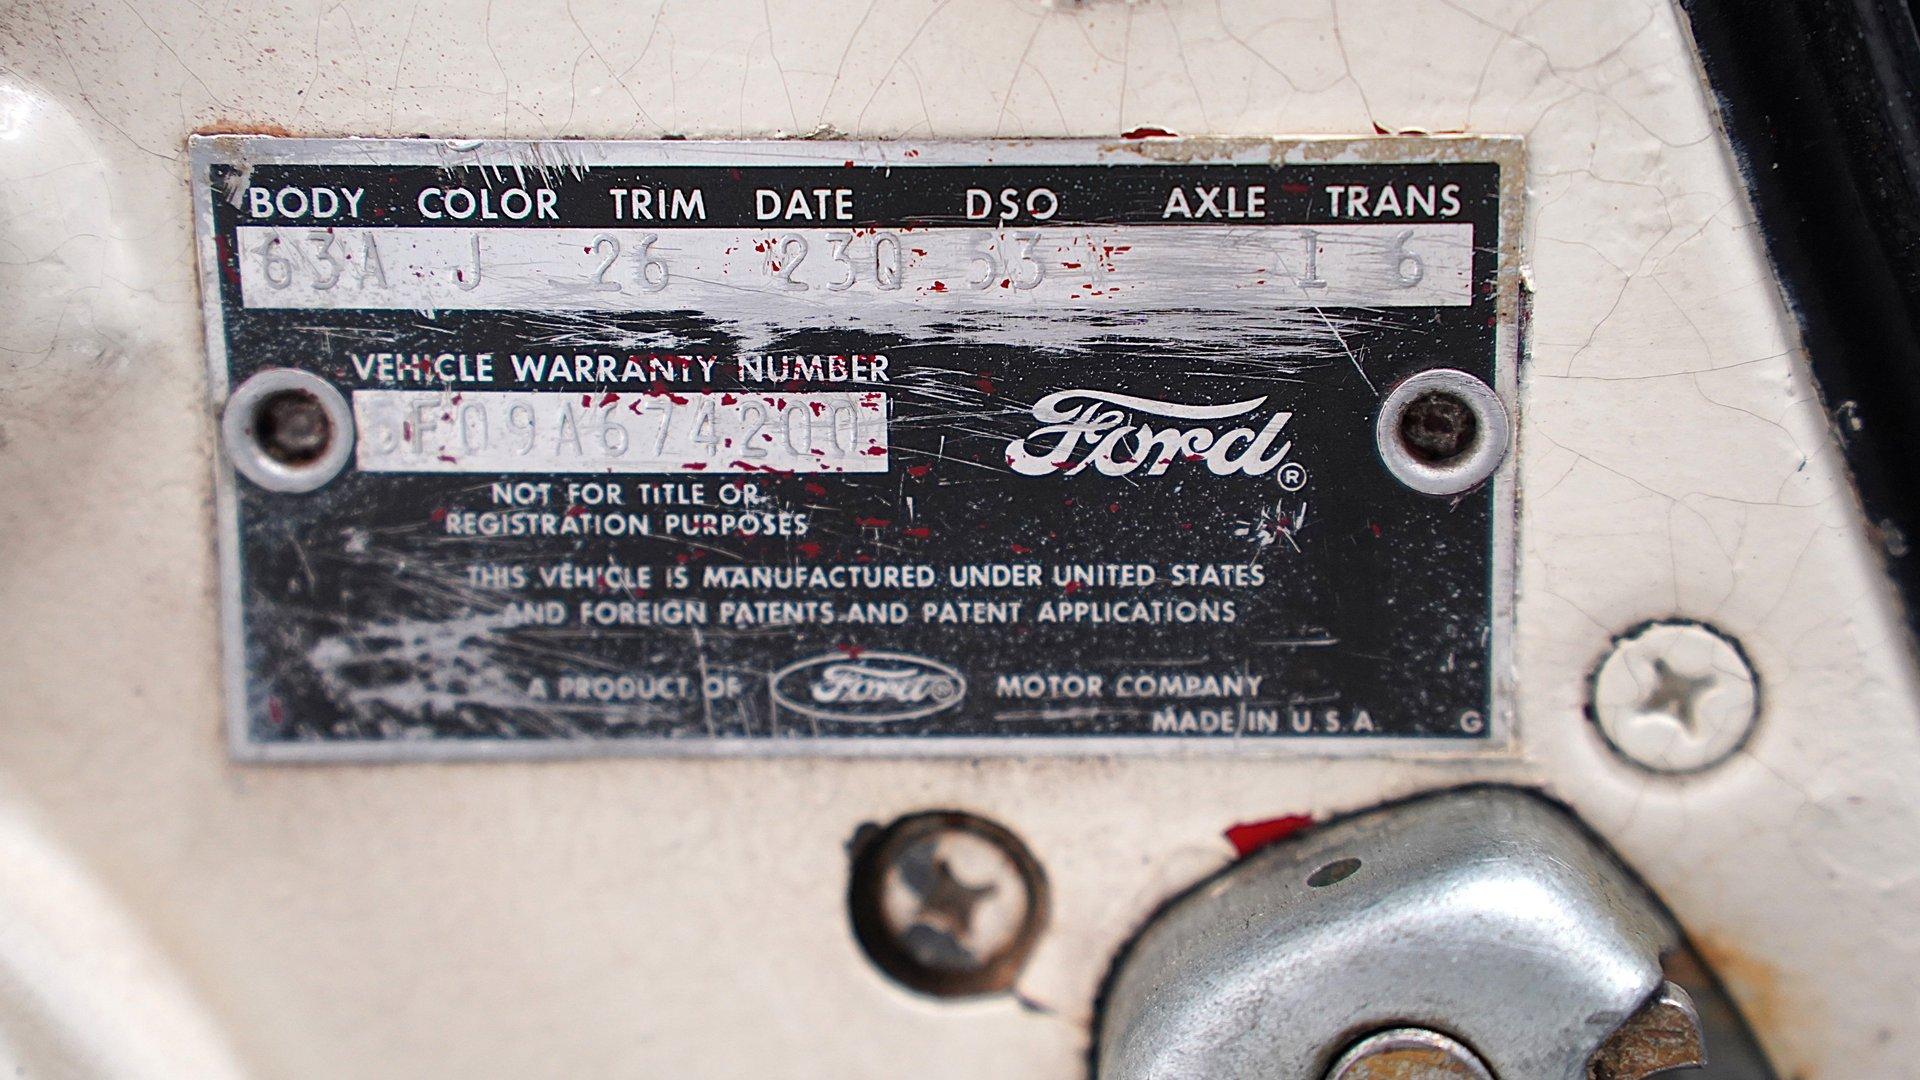 BODY COLOR TRIM DATE DSO AXLE TRANS
63A J 26 23Q 53 1 6
VEHICLE WARRANTY NUMBER
5F09A674200
Ford®
NOT FOR TITLE OR
REGISTRATION PURPOSES
THIS VEHICLE IS MANUFACTURED UNDER UNITED STATES
AND FOREIGN PATENTS AND PATENT APPLICATIONS
A PRODUCT OF Ford® MOTOR COMPANY
MADE IN U.S.A. G